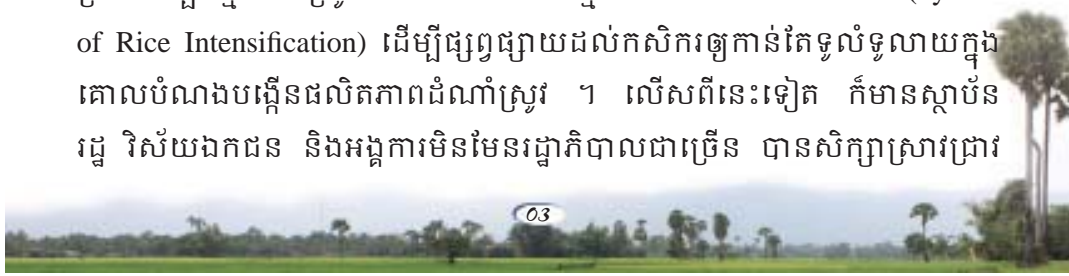 of Rice Intensification) ដើម្បីផ្សព្វផ្សាយដល់កសិករឲ្យកាន់តែទូលំទូលាយក្នុង
គោលបំណងបង្កើនផលិតភាពដំណាំស្រូវ ។ លើសពីនេះទៀត ក៏មានស្ថាប័ន
រដ្ឋ វិស័យឯកជន និងអង្គការមិនមែនរដ្ឋាភិបាលជាច្រើន បានសិក្សាស្រាវជ្រាវ
03